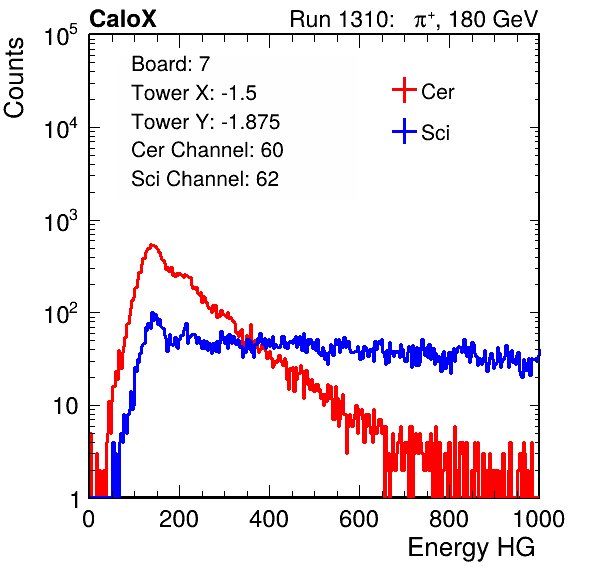 CaloX Run 1310: π⁺, 180 GeV
Counts
10⁵
10⁴
10³
10²
10
1
Board: 7
Tower X: -1.5
Tower Y: -1.875
Cer Channel: 60
Sci Channel: 62
Cer
Sci
0 200 400 600 800 1000
Energy HG